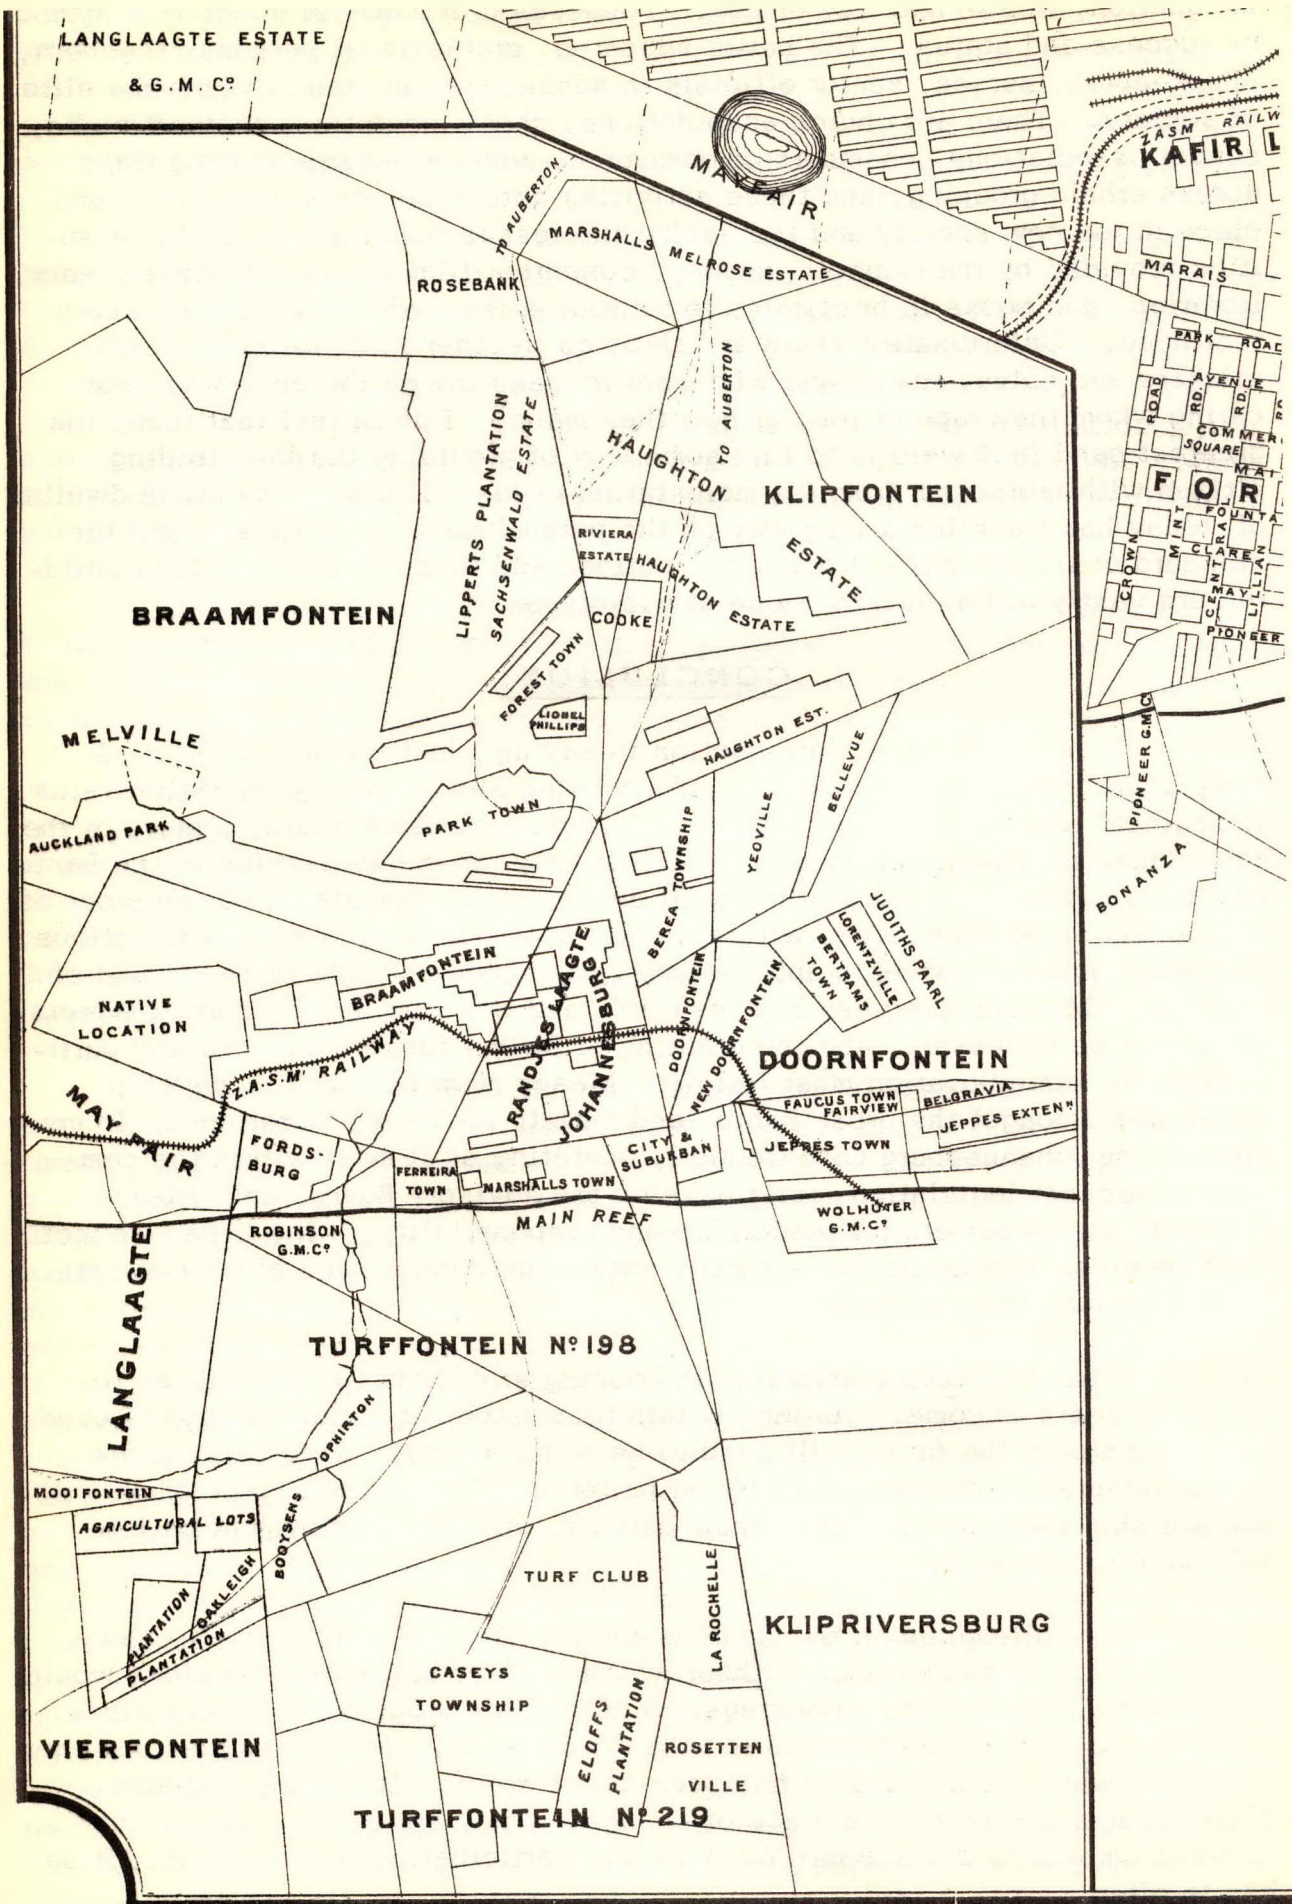 LANGLAAGTE ESTATE
& G.M.Cº
MAYFAIR
ZASM RAILW
KAFIR L
MARAIS
PARK ROAD
ROAD
AVENUE
RD.
RD.
COMMER
SQUARE
MAI
FOR
FOUNTA
MINT
CENTRAL
CLARE
CROWN
MAY
LILLIAN
PIONEER
TO AUBERTON
MARSHALLS MELROSE ESTATE
ROSEBANK
TO AUBERTON
HAUGHTON
ESTATE
KLIPFONTEIN
LIPPERTS PLANTATION
SACHSENWALD ESTATE
RIVIERA
ESTATE
HAUGHTON
ESTATE
BRAAMFONTEIN
COOKE
FOREST TOWN
LIONEL
PHILLIPS
MELVILLE
HAUGHTON EST.
BELLEVUE
PIONEER G.M.Cº
AUCKLAND PARK
PARK TOWN
BEREA TOWNSHIP
YEOVILLE
BONANZA
JUDITHS PAARL
LORENTZVILLE
BERTRAMS
TOWN
BRAAMFONTEIN
RANDJES LAAGTE
JOHANNESBURG
DOORNFONTEIN
NEW DOORNFONTEIN
NATIVE
LOCATION
Z.A.S.M. RAILWAY
DOORNFONTEIN
MAY FAIR
FAUCUS TOWN
FAIRVIEW
BELGRAVIA
JEPPES EXTENN
FORDS-
BURG
FERREIRA
TOWN
MARSHALLS TOWN
CITY &
SUBURBAN
JEPPES TOWN
MAIN REEF
WOLHUTER
G.M.Cº
ROBINSON
G.M.Cº
LANGLAAGTE
TURFFONTEIN Nº 198
OPHIRTON
MOOIFONTEIN
AGRICULTURAL LOTS
BOOYSENS
PLANTATION
OAKLEIGH
PLANTATION
TURF CLUB
LA ROCHELLE
KLIPRIVERSBURG
CASEYS
TOWNSHIP
ELOFFS
PLANTATION
ROSETTEN
VILLE
VIERFONTEIN
TURFFONTEIN Nº 219